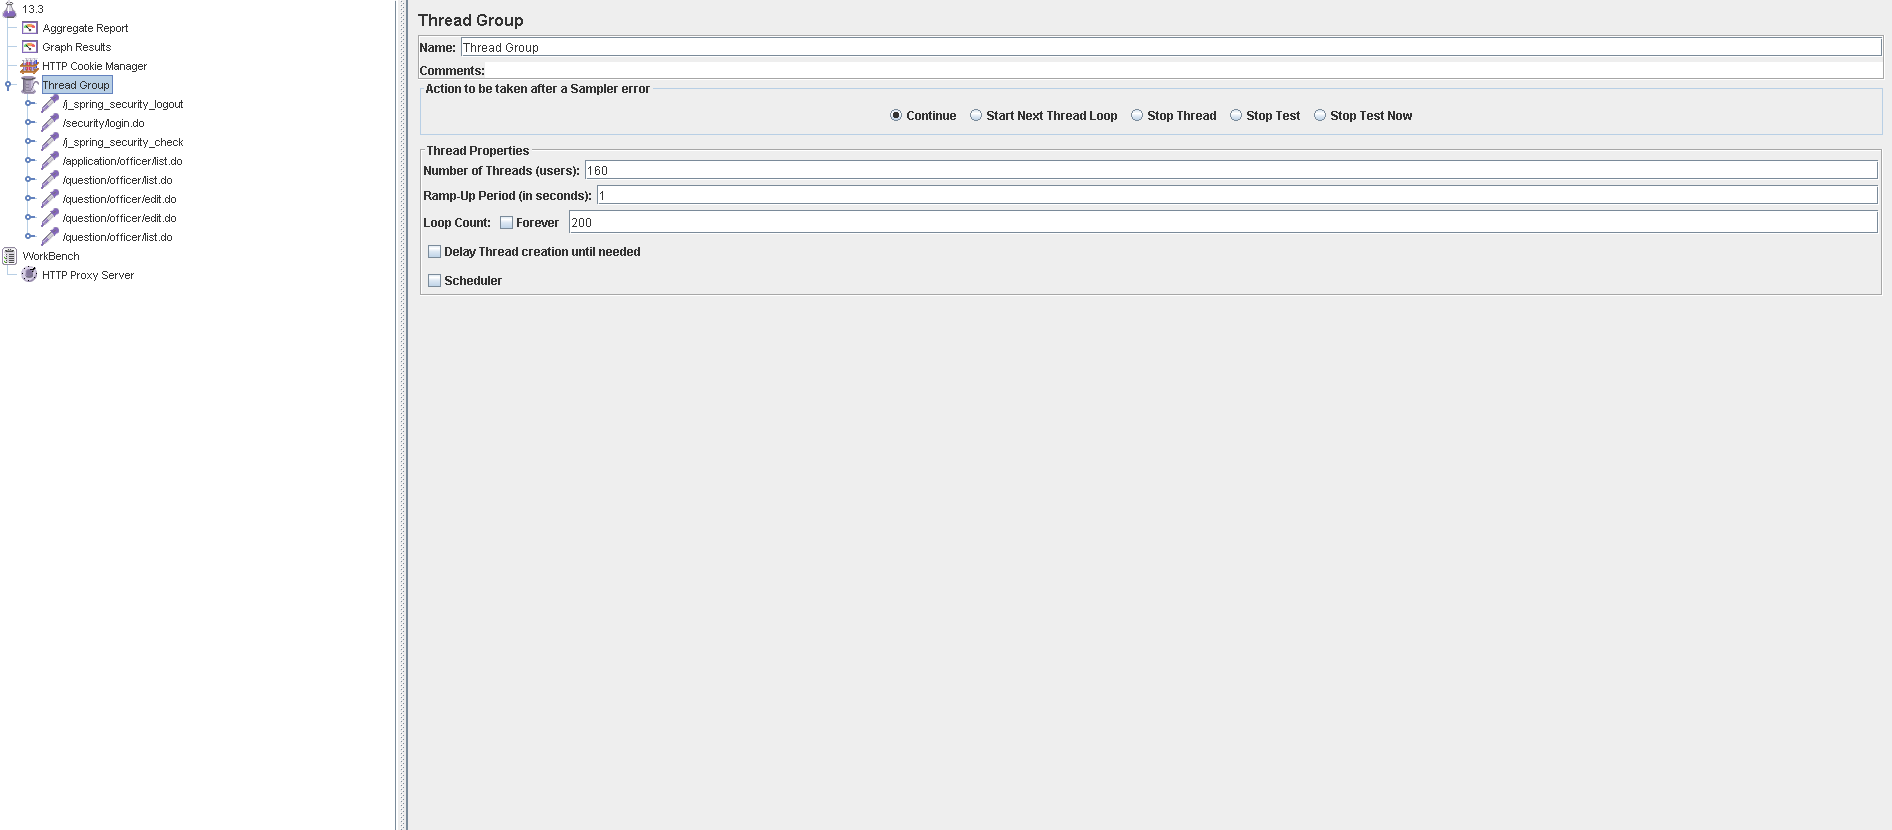 13.3
Aggregate Report
Graph Results
HTTP Cookie Manager
Thread Group
/j_spring_security_logout
/security/login.do
/j_spring_security_check
/application/officer/list.do
/question/officer/list.do
/question/officer/edit.do
/question/officer/edit.do
/question/officer/list.do
WorkBench
HTTP Proxy Server
Thread Group
Name: Thread Group
Comments:
Action to be taken after a Sampler error
Continue Start Next Thread Loop Stop Thread Stop Test Stop Test Now
Thread Properties
Number of Threads (users): 160
Ramp-Up Period (in seconds): 1
Loop Count: Forever 200
Delay Thread creation until needed
Scheduler